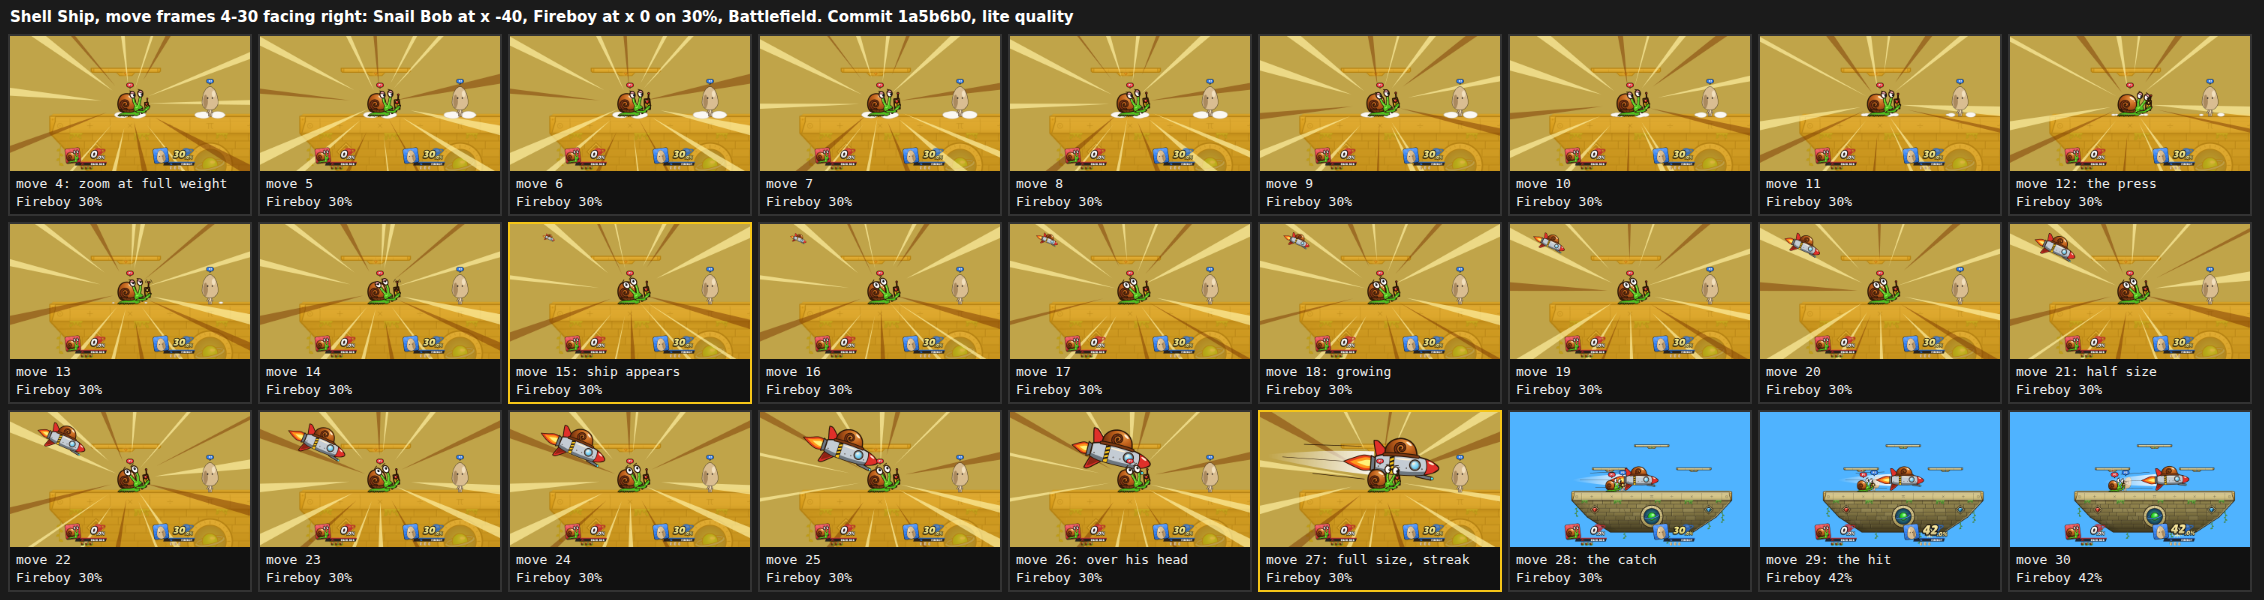 Shell Ship, move frames 4-30 facing right: Snail Bob at x -40, Fireboy at x 0 on 30%, Battlefield. Commit 1a5b6b0, lite quality
move 4: zoom at full weight
Fireboy 30%
move 5
Fireboy 30%
move 6
Fireboy 30%
move 7
Fireboy 30%
move 8
Fireboy 30%
move 9
Fireboy 30%
move 10
Fireboy 30%
move 11
Fireboy 30%
move 12: the press
Fireboy 30%
move 13
Fireboy 30%
move 14
Fireboy 30%
move 15: ship appears
Fireboy 30%
move 16
Fireboy 30%
move 17
Fireboy 30%
move 18: growing
Fireboy 30%
move 19
Fireboy 30%
move 20
Fireboy 30%
move 21: half size
Fireboy 30%
move 22
Fireboy 30%
move 23
Fireboy 30%
move 24
Fireboy 30%
move 25
Fireboy 30%
move 26: over his head
Fireboy 30%
move 27: full size, streak
Fireboy 30%
move 28: the catch
Fireboy 30%
move 29: the hit
Fireboy 42%
move 30
Fireboy 42%